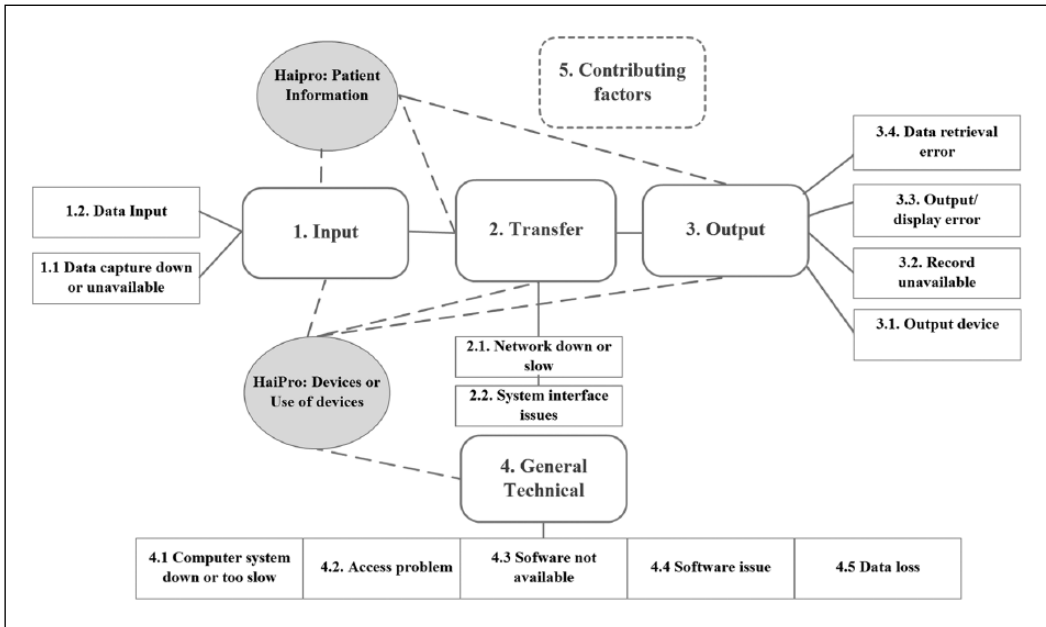 Haipro: Patient
Information
5. Contributing
factors
3.4. Data retrieval
error
1.2. Data Input
1. Input
2. Transfer
3. Output
3.3. Output/
display error
1.1 Data capture down
or unavailable
3.2. Record
unavailable
3.1. Output device
2.1. Network down or
slow
HaiPro: Devices or
Use of devices
2.2. System interface
issues
4. General
Technical
4.1 Computer system
down or too slow
4.2. Access problem
4.3 Sofware not
available
4.4 Software issue
4.5 Data loss